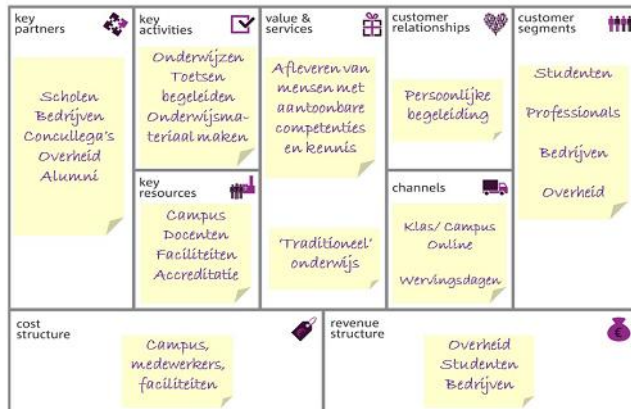 key
partners
Scholen
Bedrijven
Concullega's
Overheid
Alumni
key
activities
Onderwijzen
Toetsen
begeleiden
Onderwijsma-
teriaal maken
key
resources
Campus
Docenten
Faciliteiten
Accreditatie
value &
services
Afleveren van
mensen met
aantoonbare
competenties
en kennis
'Traditioneel'
onderwijs
customer
relationships
Persoonlijke
begeleiding
channels
Klas/ Campus
Online
Wervingsdagen
customer
segments
Studenten
Professionals
Bedrijven
Overheid
cost
structure
Campus,
medewerkers,
faciliteiten
revenue
structure
€
Overheid
Studenten
Bedrijven